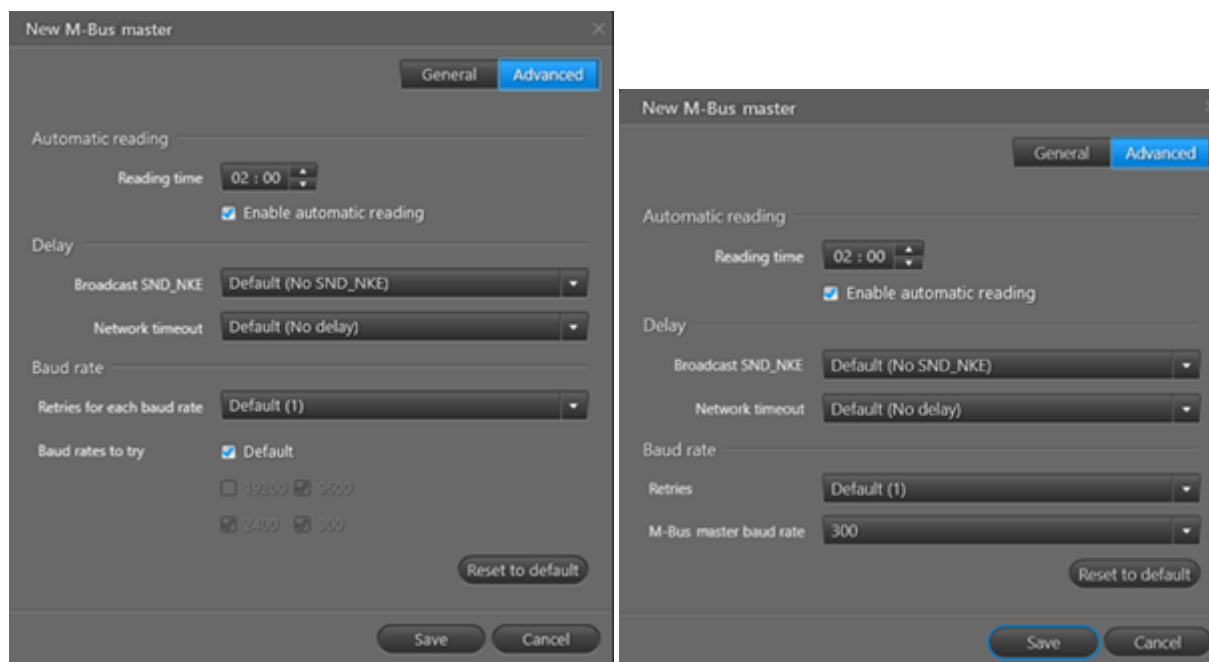 New M-Bus master
General Advanced
Automatic reading
Reading time 02 : 00
Enable automatic reading
Delay
Broadcast SND_NKE Default (No SND_NKE)
Network timeout Default (No delay)
Baud rate
Retries for each baud rate Default (1)
Baud rates to try Default
19200 9600
2400 300
Reset to default
Save Cancel
New M-Bus master
General Advanced
Automatic reading
Reading time 02 : 00
Enable automatic reading
Delay
Broadcast SND_NKE Default (No SND_NKE)
Network timeout Default (No delay)
Baud rate
Retries Default (1)
M-Bus master baud rate 300
Reset to default
Save Cancel